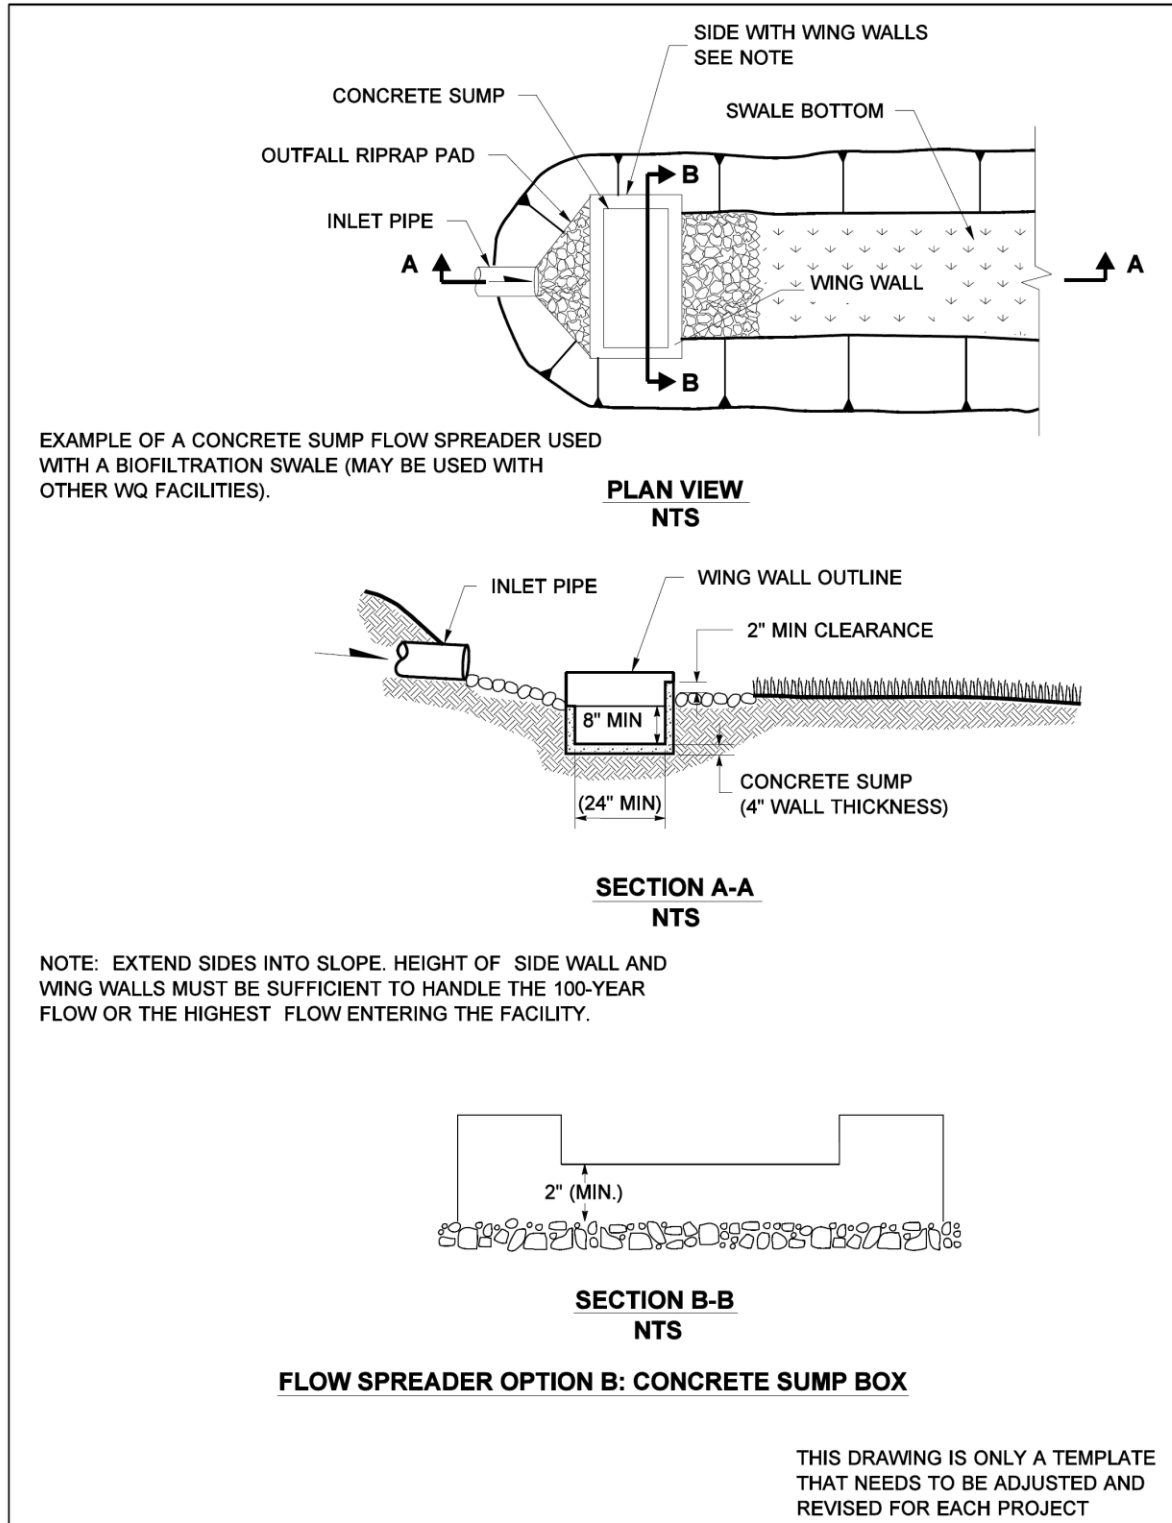 SIDE WITH WING WALLS
SEE NOTE
CONCRETE SUMP
SWALE BOTTOM
OUTFALL RIPRAP PAD
B
INLET PIPE
A
A
WING WALL
B
EXAMPLE OF A CONCRETE SUMP FLOW SPREADER USED
WITH A BIOFILTRATION SWALE (MAY BE USED WITH
OTHER WQ FACILITIES).
PLAN VIEW
NTS
INLET PIPE
WING WALL OUTLINE
2" MIN CLEARANCE
8" MIN
(24" MIN)
CONCRETE SUMP
(4" WALL THICKNESS)
SECTION A-A
NTS
NOTE: EXTEND SIDES INTO SLOPE. HEIGHT OF SIDE WALL AND
WING WALLS MUST BE SUFFICIENT TO HANDLE THE 100-YEAR
FLOW OR THE HIGHEST FLOW ENTERING THE FACILITY.
2" (MIN.)
SECTION B-B
NTS
FLOW SPREADER OPTION B: CONCRETE SUMP BOX
THIS DRAWING IS ONLY A TEMPLATE
THAT NEEDS TO BE ADJUSTED AND
REVISED FOR EACH PROJECT